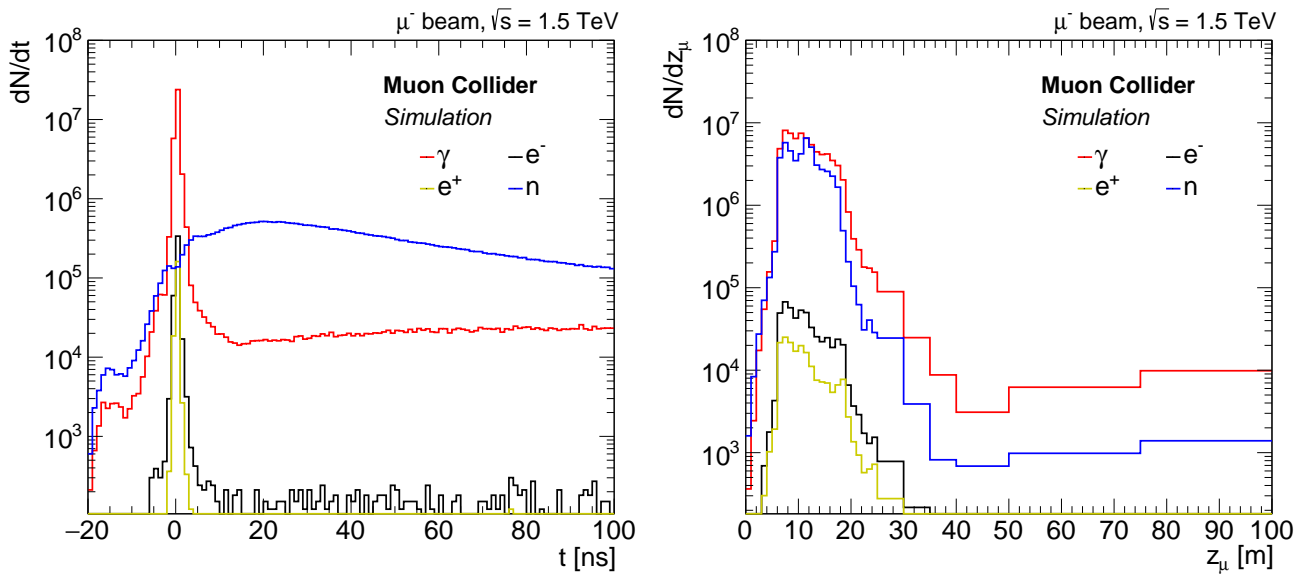 μ⁻ beam, √s = 1.5 TeV
dN/dt
10⁸
10⁷
10⁶
10⁵
10⁴
10³
Muon Collider
Simulation
γ e⁻
e⁺ n
−20 0 20 40 60 80 100
t [ns]
μ⁻ beam, √s = 1.5 TeV
dN/dz_μ
10⁸
10⁷
10⁶
10⁵
10⁴
10³
Muon Collider
Simulation
γ e⁻
e⁺ n
0 10 20 30 40 50 60 70 80 90 100
z_μ [m]